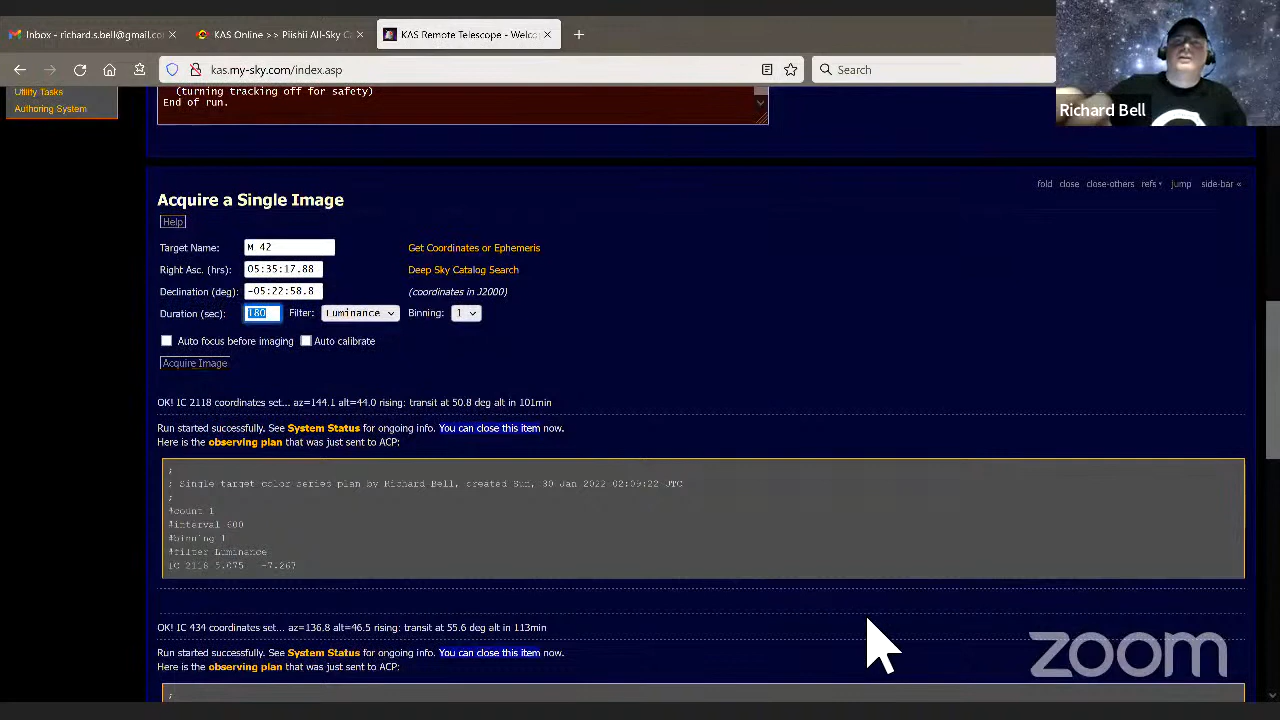 Inbox - richard.s.bell@gmail.co
KAS Online >> Piishii All-Sky C
KAS Remote Telescope - Welco
kas.my-sky.com/index.asp
Search
Richard Bell
Utility Tasks
Authoring System
(turning tracking off for safety)
End of run.
fold close close-others refs jump side-bar «
Acquire a Single Image
Help
Target Name: M 42 Get Coordinates or Ephemeris
Right Asc. (hrs): 05:35:17.88 Deep Sky Catalog Search
Declination (deg): -05:22:58.8 (coordinates in J2000)
Duration (sec): 180 Filter: Luminance Binning: 1
Auto focus before imaging Auto calibrate
Acquire Image
OK! IC 2118 coordinates set... az=144.1 alt=44.0 rising: transit at 50.8 deg alt in 101min
Run started successfully. See System Status for ongoing info. You can close this item now.
Here is the observing plan that was just sent to ACP:
;
; Single target color series plan by Richard Bell, created Sun, 30 Jan 2022 02:09:22 UTC
;
#count 1
#interval 600
#binning 1
#filter Luminance
IC 2118 5.075 -7.267
OK! IC 434 coordinates set... az=136.8 alt=46.5 rising: transit at 55.6 deg alt in 113min
Run started successfully. See System Status for ongoing info. You can close this item now.
Here is the observing plan that was just sent to ACP:
;
zoom